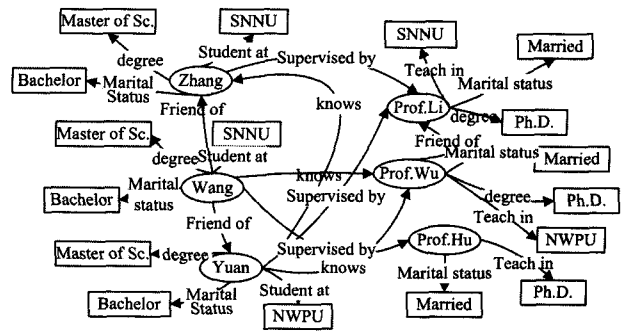 Master of Sc.
SNNU
SNNU
Married
degree
Student at
Supervised by
Teach in
Marital status
Bachelor
Marital
Status
Zhang
knows
Prof.Li
degree
Ph.D.
Friend of
Friend of
Master of Sc.
SNNU
Marital status
Married
degree
Student at
knows
Prof.Wu
Bachelor
Marital
status
Wang
Supervised by
degree
Ph.D.
Teach in
Friend of
NWPU
Master of Sc.
degree
Supervised by
Prof.Hu
Yuan
knows
Teach in
Marital status
Bachelor
Marital
Status
Student at
Ph.D.
NWPU
Married